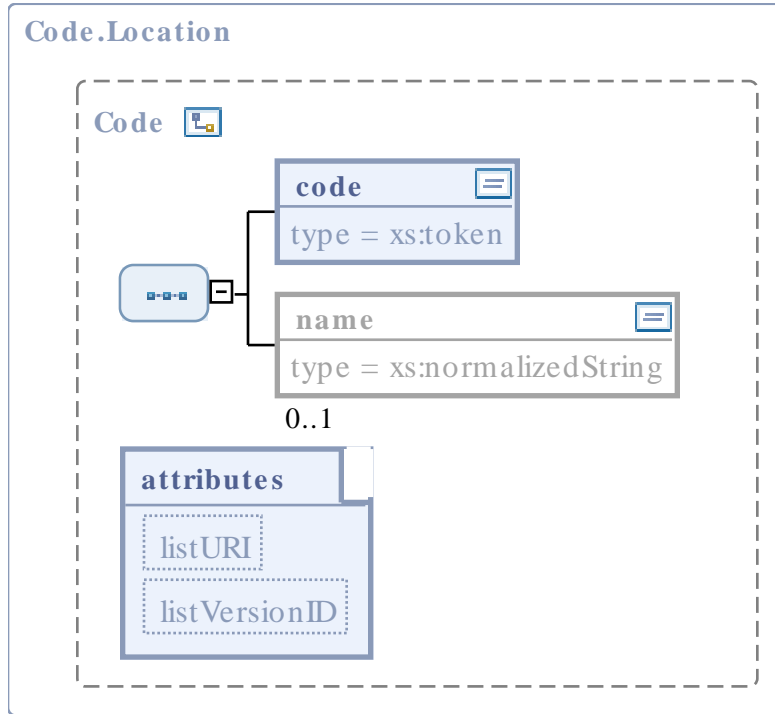 Code.Location
Code
code
type = xs:token
name
type = xs:normalizedString
0..1
attributes
listURI
listVersionID